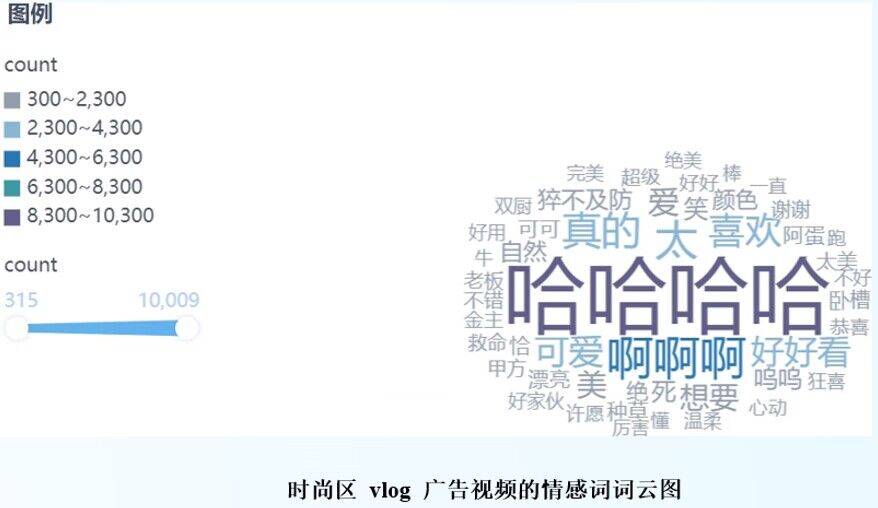 图例
count
300~2,300
2,300~4,300
4,300~6,300
6,300~8,300
8,300~10,300
count
315 10,009
绝美
完美 超级 好好 棒 一直
双厨 猝不及防 爱 笑 颜色 谢谢
好用 可可 真的 太 喜欢 阿蛋 跑
牛 自然 太美
老板 哈哈哈哈 不好
不错 卧槽
金主 恭喜
救命 恰 可爱 啊啊啊 好好看
甲方 漂亮 美 绝 死 想要 呜呜 狂喜
好家伙 许愿 种草 懂 温柔 心动
厉害
时尚区 vlog 广告视频的情感词词云图